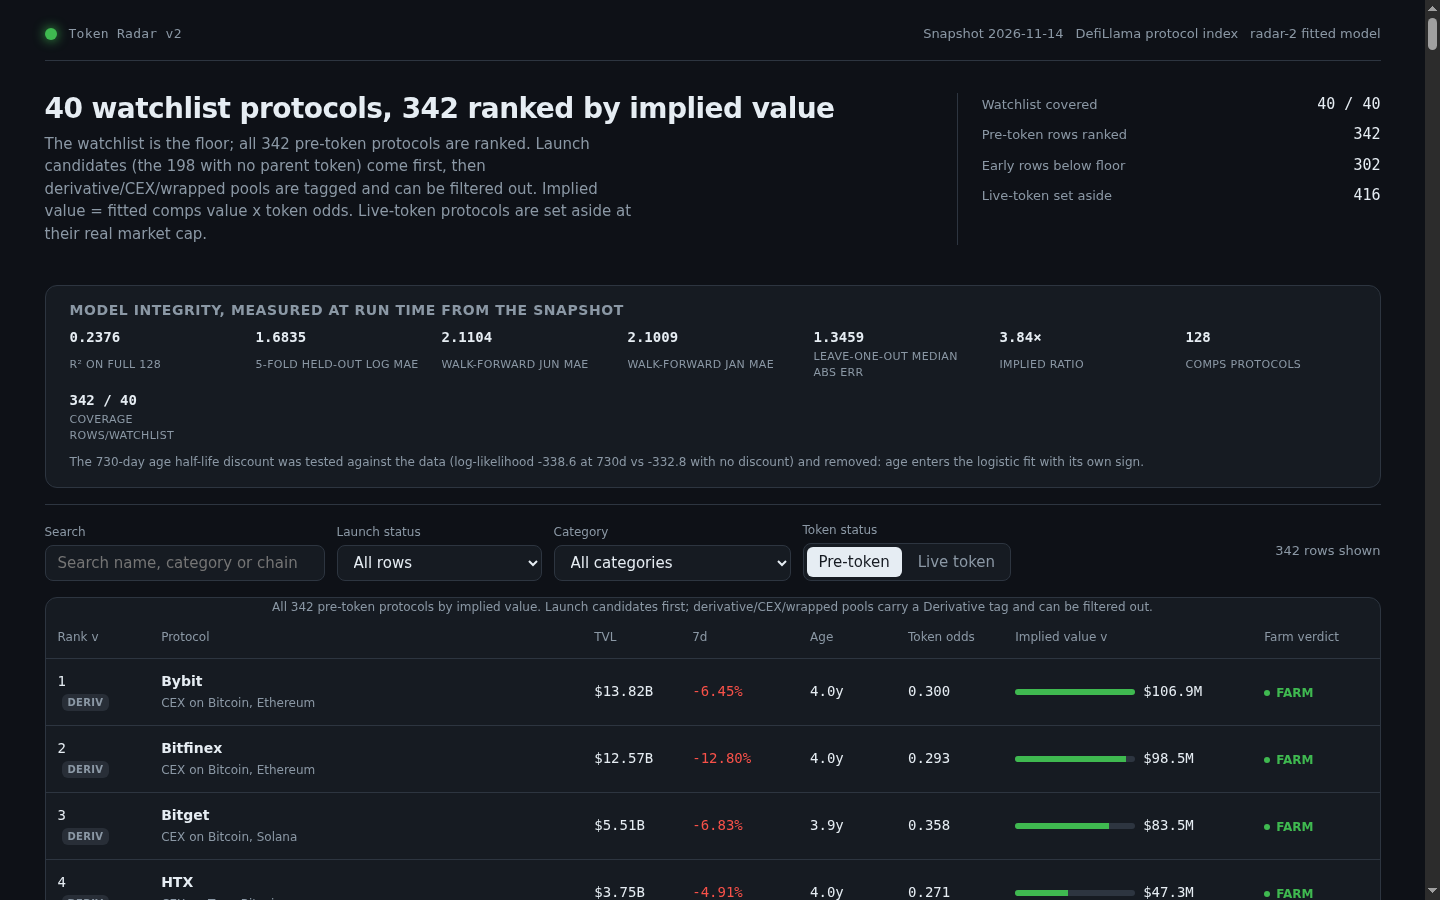 Token Radar v2
Snapshot 2026-11-14 DefiLlama protocol index radar-2 fitted model
40 watchlist protocols, 342 ranked by implied value
The watchlist is the floor; all 342 pre-token protocols are ranked. Launch
candidates (the 198 with no parent token) come first, then
derivative/CEX/wrapped pools are tagged and can be filtered out. Implied
value = fitted comps value x token odds. Live-token protocols are set aside at
their real market cap.
Watchlist covered 40 / 40
Pre-token rows ranked 342
Early rows below floor 302
Live-token set aside 416
MODEL INTEGRITY, MEASURED AT RUN TIME FROM THE SNAPSHOT
0.2376
R² ON FULL 128
1.6835
5-FOLD HELD-OUT LOG MAE
2.1104
WALK-FORWARD JUN MAE
2.1009
WALK-FORWARD JAN MAE
1.3459
LEAVE-ONE-OUT MEDIAN
ABS ERR
3.84×
IMPLIED RATIO
128
COMPS PROTOCOLS
342 / 40
COVERAGE
ROWS/WATCHLIST
The 730-day age half-life discount was tested against the data (log-likelihood -338.6 at 730d vs -332.8 with no discount) and removed: age enters the logistic fit with its own sign.
Search
Search name, category or chain
Launch status
All rows
Category
All categories
Token status
Pre-token Live token
342 rows shown
All 342 pre-token protocols by implied value. Launch candidates first; derivative/CEX/wrapped pools carry a Derivative tag and can be filtered out.
Rank v Protocol TVL 7d Age Token odds Implied value v Farm verdict
1 Bybit $13.82B -6.45% 4.0y 0.300 $106.9M FARM
DERIV CEX on Bitcoin, Ethereum
2 Bitfinex $12.57B -12.80% 4.0y 0.293 $98.5M FARM
DERIV CEX on Bitcoin, Ethereum
3 Bitget $5.51B -6.83% 3.9y 0.358 $83.5M FARM
DERIV CEX on Bitcoin, Solana
4 HTX $3.75B -4.91% 4.0y 0.271 $47.3M FARM